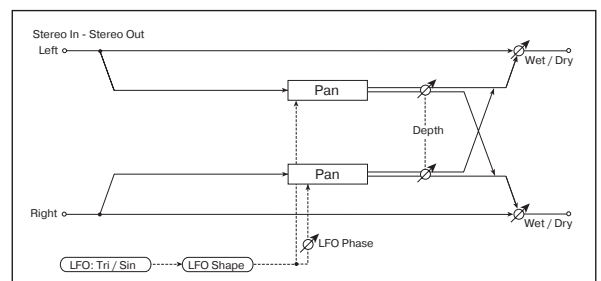 Stereo In - Stereo Out
Left
Wet / Dry
Pan
Depth
Pan
Right
Wet / Dry
LFO Phase
LFO: Tri / Sin
LFO Shape